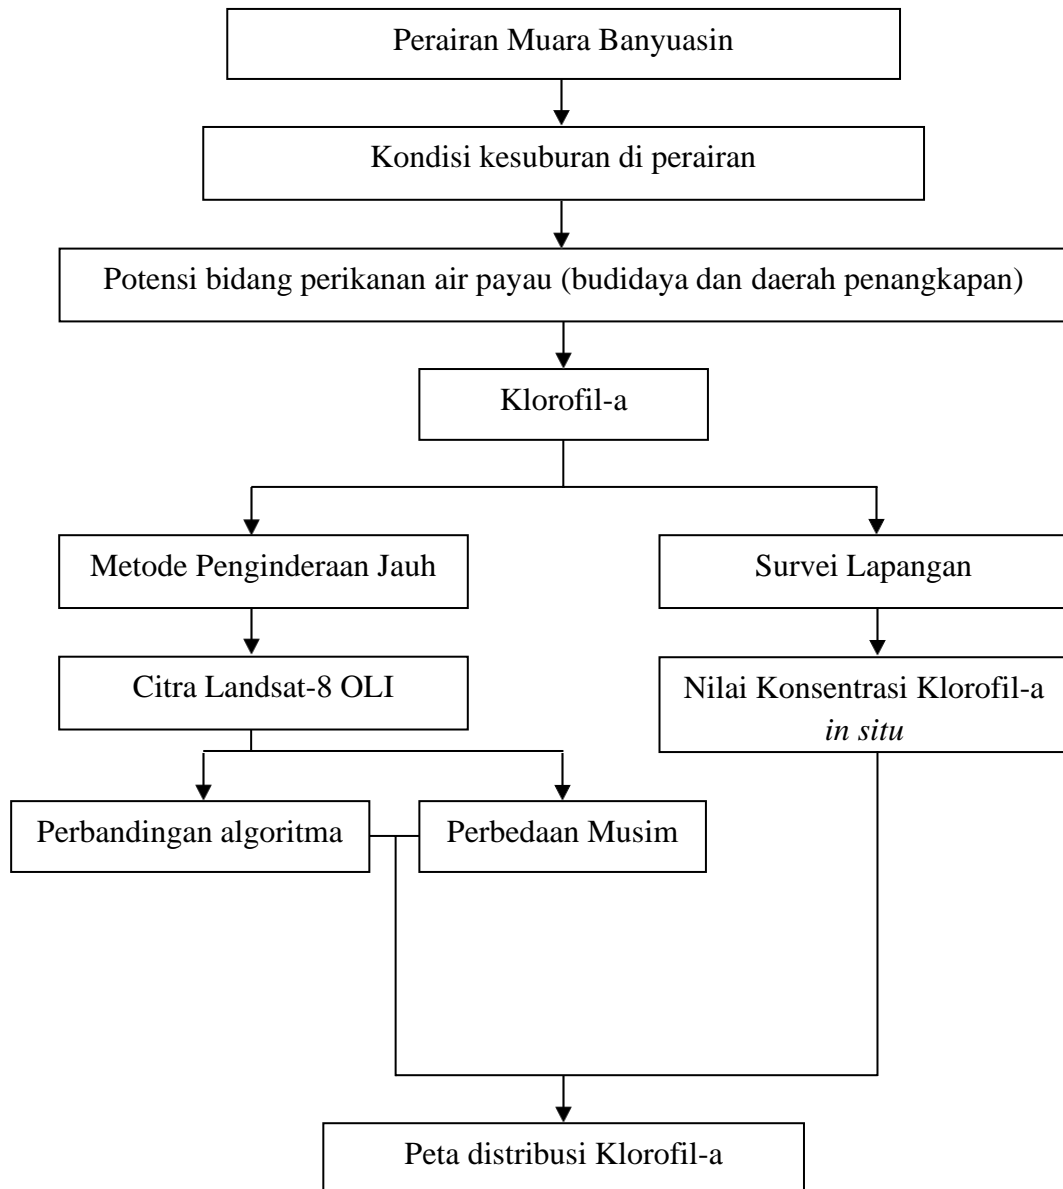 Perairan Muara Banyuasin
Kondisi kesuburan di perairan
Potensi bidang perikanan air payau (budidaya dan daerah penangkapan)
Klorofil-a
Metode Penginderaan Jauh
Survei Lapangan
Citra Landsat-8 OLI
Nilai Konsentrasi Klorofil-a
in situ
Perbandingan algoritma
Perbedaan Musim
Peta distribusi Klorofil-a